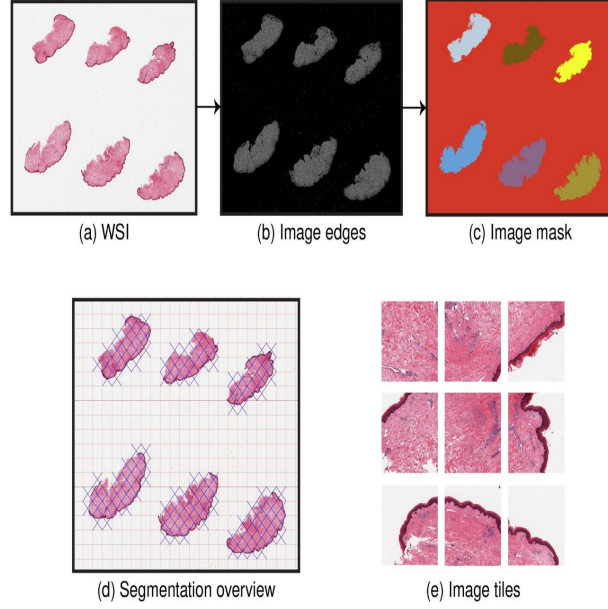 (a) WSI
(b) Image edges
(c) Image mask
(d) Segmentation overview
(e) Image tiles